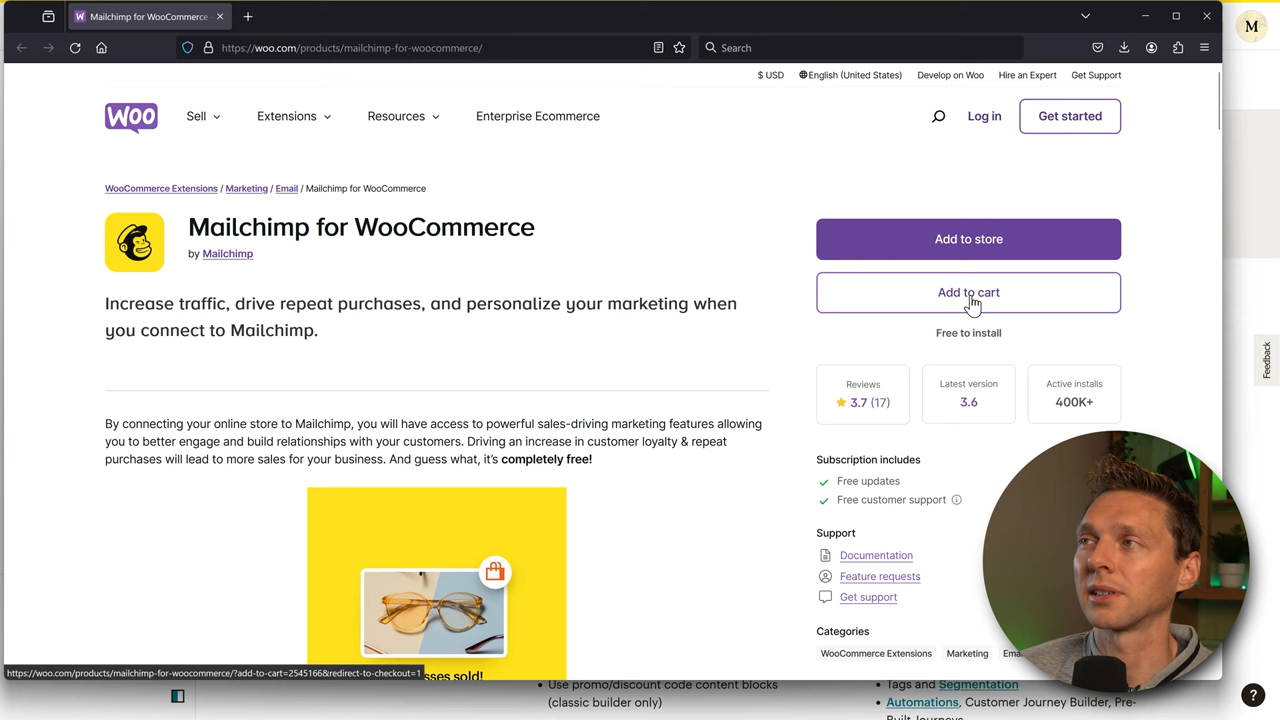 Mailchimp for WooCommerce
https://woo.com/products/mailchimp-for-woocommerce/
Search
M
$ USD
English (United States)
Develop on Woo
Hire an Expert
Get Support
WOO
Sell
Extensions
Resources
Enterprise Ecommerce
Log in
Get started
WooCommerce Extensions / Marketing / Email / Mailchimp for WooCommerce
Mailchimp for WooCommerce
by Mailchimp
Increase traffic, drive repeat purchases, and personalize your marketing when
you connect to Mailchimp.
Add to store
Add to cart
Free to install
Reviews
3.7 (17)
Latest version
3.6
Active installs
400K+
Feedback
By connecting your online store to Mailchimp, you will have access to powerful sales-driving marketing features allowing
you to better engage and build relationships with your customers. Driving an increase in customer loyalty & repeat
purchases will lead to more sales for your business. And guess what, it's completely free!
Subscription includes
Free updates
Free customer support
Support
Documentation
Feature requests
Get support
Categories
WooCommerce Extensions
Marketing
sold!
https://woo.com/products/mailchimp-for-woocommerce/?add-to-cart=2545166&redirect-to-checkout=1
Use promo/discount code content blocks
(classic builder only)
Tags and Segmentation
Automations, Customer Journey Builder, Pre-
Built Journeys
?